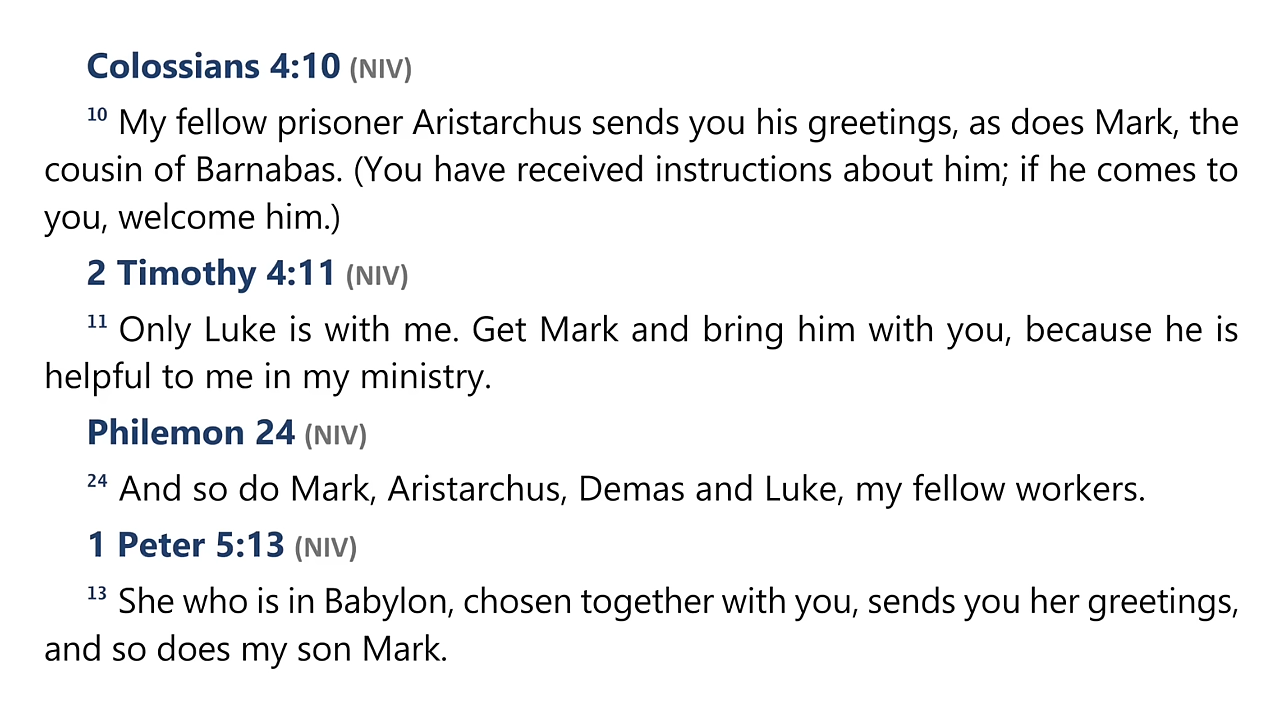 Colossians 4:10 (NIV)
10 My fellow prisoner Aristarchus sends you his greetings, as does Mark, the
cousin of Barnabas. (You have received instructions about him; if he comes to
you, welcome him.)
2 Timothy 4:11 (NIV)
11 Only Luke is with me. Get Mark and bring him with you, because he is
helpful to me in my ministry.
Philemon 24 (NIV)
24 And so do Mark, Aristarchus, Demas and Luke, my fellow workers.
1 Peter 5:13 (NIV)
13 She who is in Babylon, chosen together with you, sends you her greetings,
and so does my son Mark.